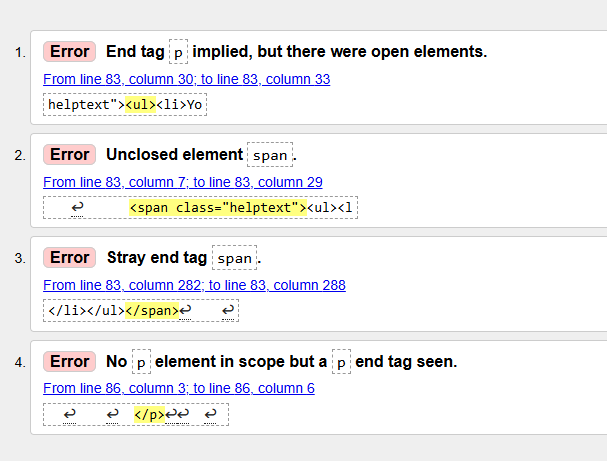 1. Error End tag p implied, but there were open elements.
From line 83, column 30; to line 83, column 33
helptext"><ul><li>Yo
2. Error Unclosed element span.
From line 83, column 7; to line 83, column 29
↩ <span class="helptext"><ul><l
3. Error Stray end tag span.
From line 83, column 282; to line 83, column 288
</li></ul></span>↩ ↩
4. Error No p element in scope but a p end tag seen.
From line 86, column 3; to line 86, column 6
↩ ↩ </p>↩↩ ↩